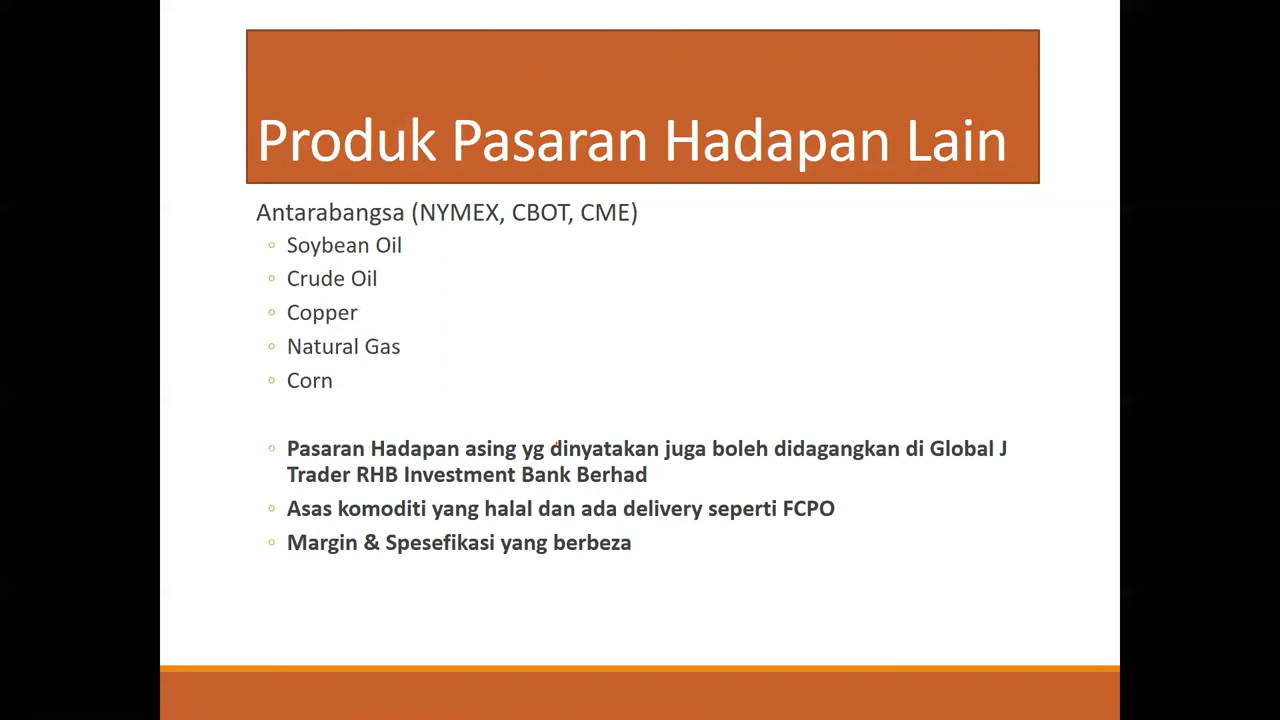 Produk Pasaran Hadapan Lain
Antarabangsa (NYMEX, CBOT, CME)
Soybean Oil
Crude Oil
Copper
Natural Gas
Corn
Pasaran Hadapan asing yg dinyatakan juga boleh didagangkan di Global J
Trader RHB Investment Bank Berhad
Asas komoditi yang halal dan ada delivery seperti FCPO
Margin & Spesefikasi yang berbeza